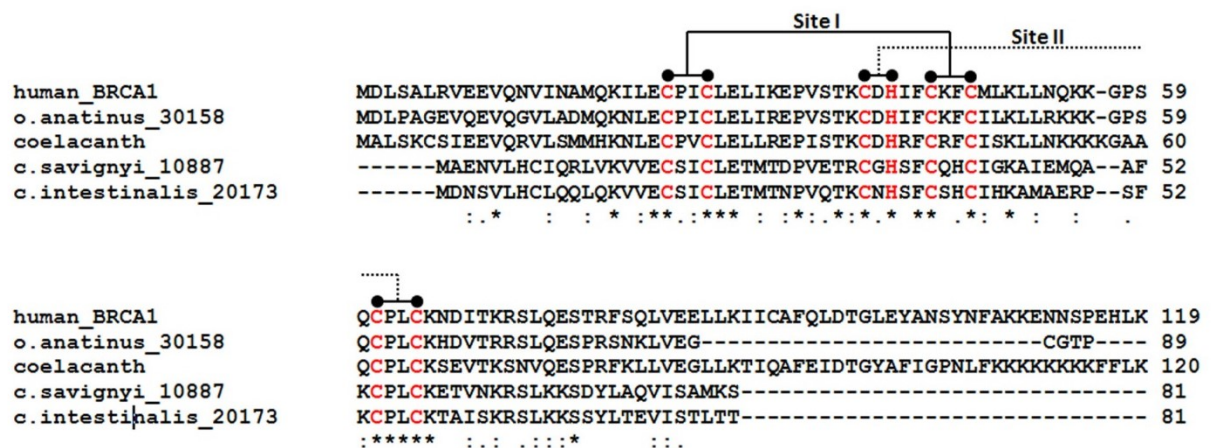 Site I
Site II
human_BRCA1 MDLSALRVEEVQNVINAMQKILECPICLELIKEPVSTKCDHIFCKFCMLKLLNQKK-GPS 59
o.anatinus_30158 MDLPAGEVQEVQGVLADMQKNLECPICLELIREPVSTKCDHIFCKFCILKLLRKKK-GPS 59
coelacanth MALSKCSIEEVQRVLSMMHKNLECPVCLELLREPISTKCDHRFCRFCISKLLNKKKKGAA 60
c.savignyi_10887 ------MAENVLHCIQRLVKVVECSICLETMTDPVETRCGHSFCQHCIGKAIEMQA--AF 52
c.intestinalis_20173 ------MDNSVLHCLQQLQKVVECSICLETMTNPVQTKCNHSFCSHCIHKAMAERP--SF 52
:.* : : * :**:*** : :*:.*:*.* ** .*: * : : .
human_BRCA1 QCPLCKNDITKRSLQESTRFSQLVEELLKIICAFQLDTGLEYANSYNFAKKENNSPEHLK 119
o.anatinus_30158 QCPLCKHDVTRRSLQESPRSNKLVEG--------------------------CGTP---- 89
coelacanth QCPLCKSEVTKSNVQESPRFKLLVEGLLKTIQAFEIDTGYAFIGPNLFKKKKKKKKFFLK 120
c.savignyi_10887 KCPLCKETVNKRSLKKSDYLAQVISAMKS------------------------------- 81
c.intestinalis_20173 KCPLCKTAISKRSLKKSSYLTEVISTLTT------------------------------- 81
:***** :.: .::::* ::.